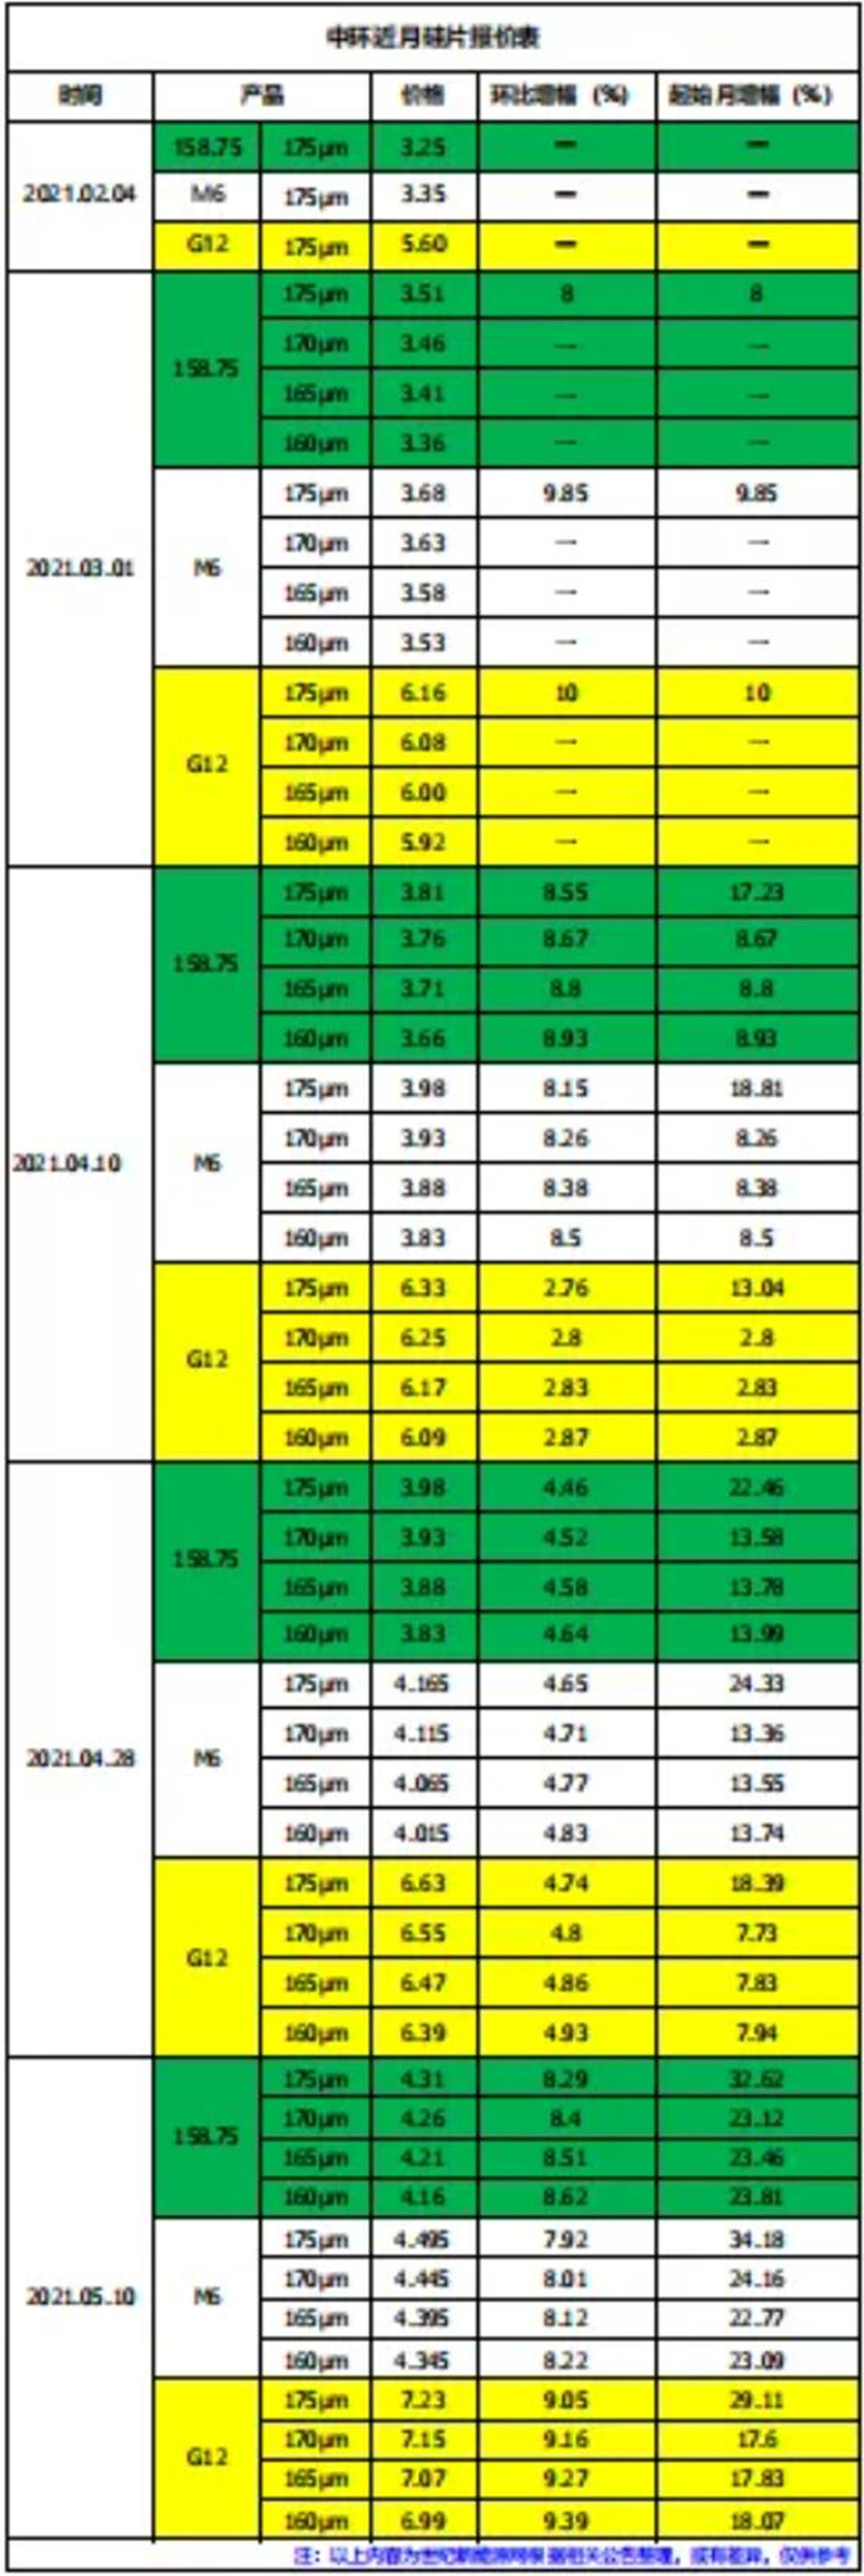 中环近月硅片报价表
时间 产品 价格 环比增幅（%） 起始月增幅（%）
2021.02.04 158.75 175μm 3.25 — —
M6 175μm 3.35 — —
G12 175μm 5.60 — —
2021.03.01 158.75 175μm 3.51 8 8
170μm 3.46 — —
165μm 3.41 — —
160μm 3.36 — —
M6 175μm 3.68 9.85 9.85
170μm 3.63 — —
165μm 3.58 — —
160μm 3.53 — —
G12 175μm 6.16 10 10
170μm 6.08 — —
165μm 6.00 — —
160μm 5.92 — —
2021.04.10 158.75 175μm 3.81 8.55 17.23
170μm 3.76 8.67 8.67
165μm 3.71 8.8 8.8
160μm 3.66 8.93 8.93
M6 175μm 3.98 8.15 18.81
170μm 3.93 8.26 8.26
165μm 3.88 8.38 8.38
160μm 3.83 8.5 8.5
G12 175μm 6.33 2.76 13.04
170μm 6.25 2.8 2.8
165μm 6.17 2.83 2.83
160μm 6.09 2.87 2.87
2021.04.28 158.75 175μm 3.98 4.46 22.46
170μm 3.93 4.52 13.58
165μm 3.88 4.58 13.78
160μm 3.83 4.64 13.99
M6 175μm 4.165 4.65 24.33
170μm 4.115 4.71 13.36
165μm 4.065 4.77 13.55
160μm 4.015 4.83 13.74
G12 175μm 6.63 4.74 18.39
170μm 6.55 4.8 7.73
165μm 6.47 4.86 7.83
160μm 6.39 4.93 7.94
2021.05.10 158.75 175μm 4.31 8.29 32.62
170μm 4.26 8.4 23.12
165μm 4.21 8.51 23.46
160μm 4.16 8.62 23.81
M6 175μm 4.495 7.92 34.18
170μm 4.445 8.01 24.16
165μm 4.395 8.12 22.77
160μm 4.345 8.22 23.09
G12 175μm 7.23 9.05 29.11
170μm 7.15 9.16 17.6
165μm 7.07 9.27 17.83
160μm 6.99 9.39 18.07
注：以上内容为世纪新能源网根据相关公告整理，或有差异，仅供参考